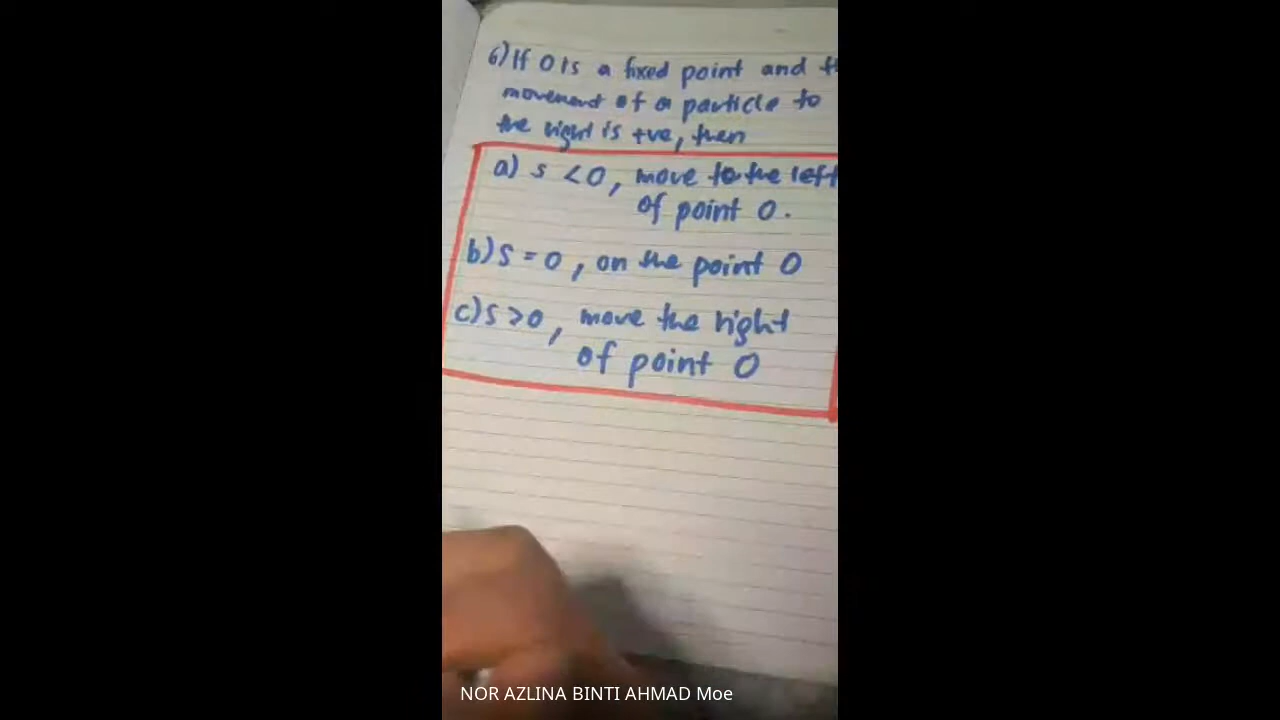 6) If O is a fixed point and
movement of a particle to
the right is +ve, then
a) s < 0, move to the left
of point O.
b) s = 0, on the point O
c) s > 0, move the right
of point O
NOR AZLINA BINTI AHMAD Moe